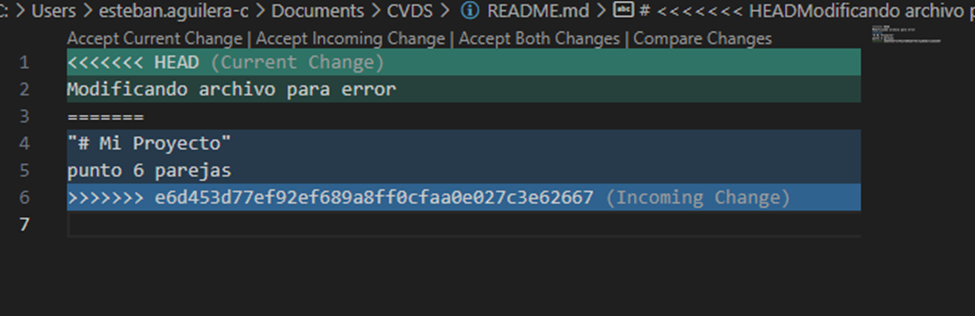 C: > Users > esteban.aguilera-c > Documents > CVDS > README.md > # <<<<<<< HEADModificando archivo p
Accept Current Change | Accept Incoming Change | Accept Both Changes | Compare Changes
1 <<<<<<< HEAD (Current Change)
2 Modificando archivo para error
3 =======
4 "# Mi Proyecto"
5 punto 6 parejas
6 >>>>>>> e6d453d77ef92ef689a8ff0cfaa0e027c3e62667 (Incoming Change)
7